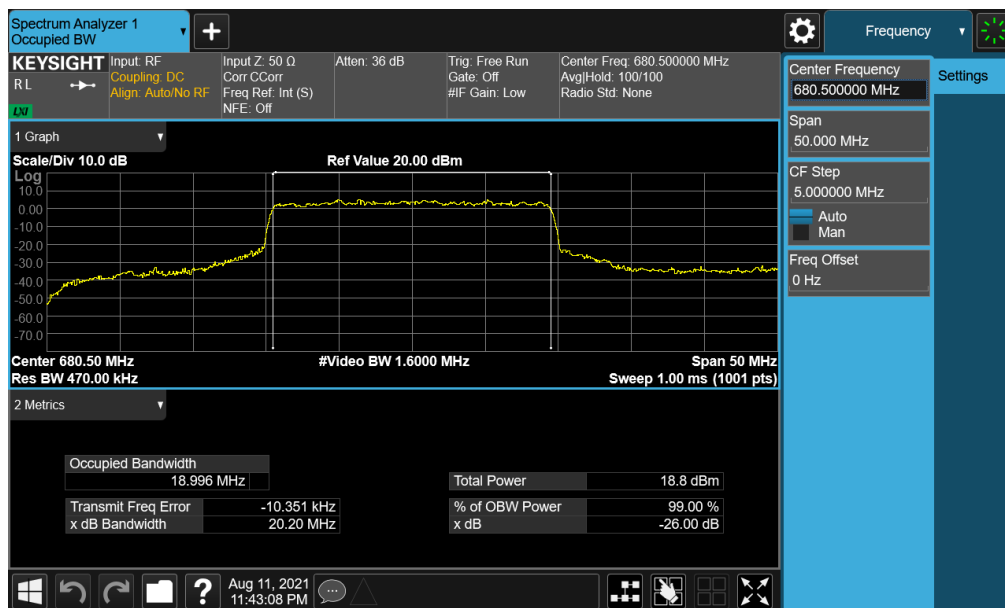 Spectrum Analyzer 1
Occupied BW
Frequency
KEYSIGHT
RL
LXI
Input: RF
Coupling: DC
Align: Auto/No RF
Input Z: 50 Ω
Corr CCorr
Freq Ref: Int (S)
NFE: Off
Atten: 36 dB
Trig: Free Run
Gate: Off
#IF Gain: Low
Center Freq: 680.500000 MHz
Avg|Hold: 100/100
Radio Std: None
Center Frequency
680.500000 MHz
Settings
Span
50.000 MHz
CF Step
5.000000 MHz
Auto
Man
Freq Offset
0 Hz
1 Graph
Scale/Div 10.0 dB
Ref Value 20.00 dBm
Log
10.0
0.00
-10.0
-20.0
-30.0
-40.0
-50.0
-60.0
-70.0
Center 680.50 MHz
#Video BW 1.6000 MHz
Span 50 MHz
Res BW 470.00 kHz
Sweep 1.00 ms (1001 pts)
2 Metrics
Occupied Bandwidth
18.996 MHz
Total Power 18.8 dBm
Transmit Freq Error -10.351 kHz
% of OBW Power 99.00 %
x dB Bandwidth 20.20 MHz
x dB -26.00 dB
?
Aug 11, 2021
11:43:08 PM